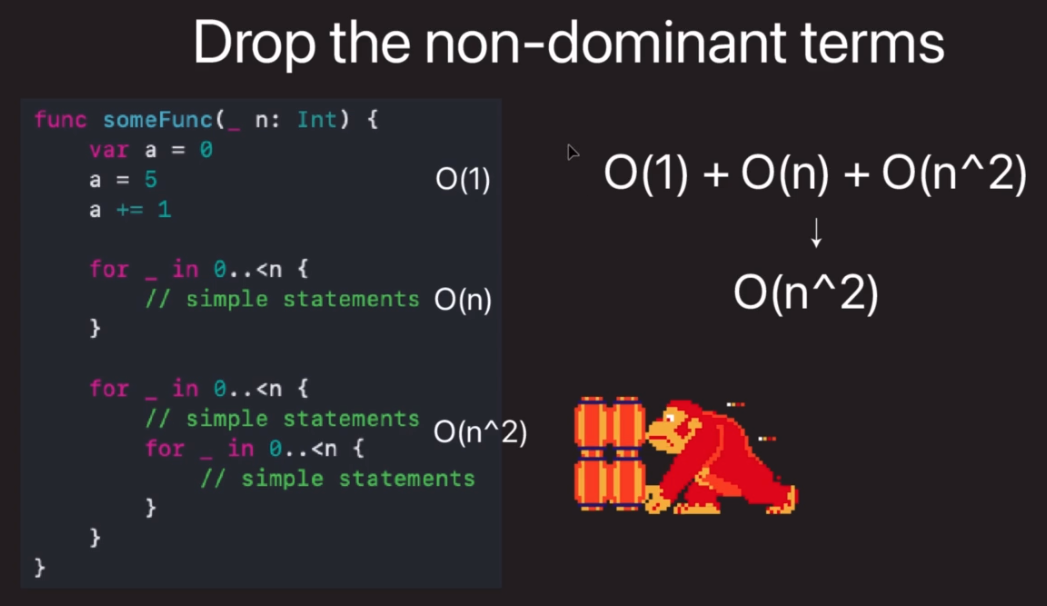 Drop the non-dominant terms
func someFunc(_ n: Int) {
var a = 0
a = 5
a += 1
O(1)
for _ in 0..<n {
// simple statements
}
O(n)
for _ in 0..<n {
// simple statements
for _ in 0..<n {
// simple statements
}
}
}
O(n^2)
O(1) + O(n) + O(n^2)
↓
O(n^2)